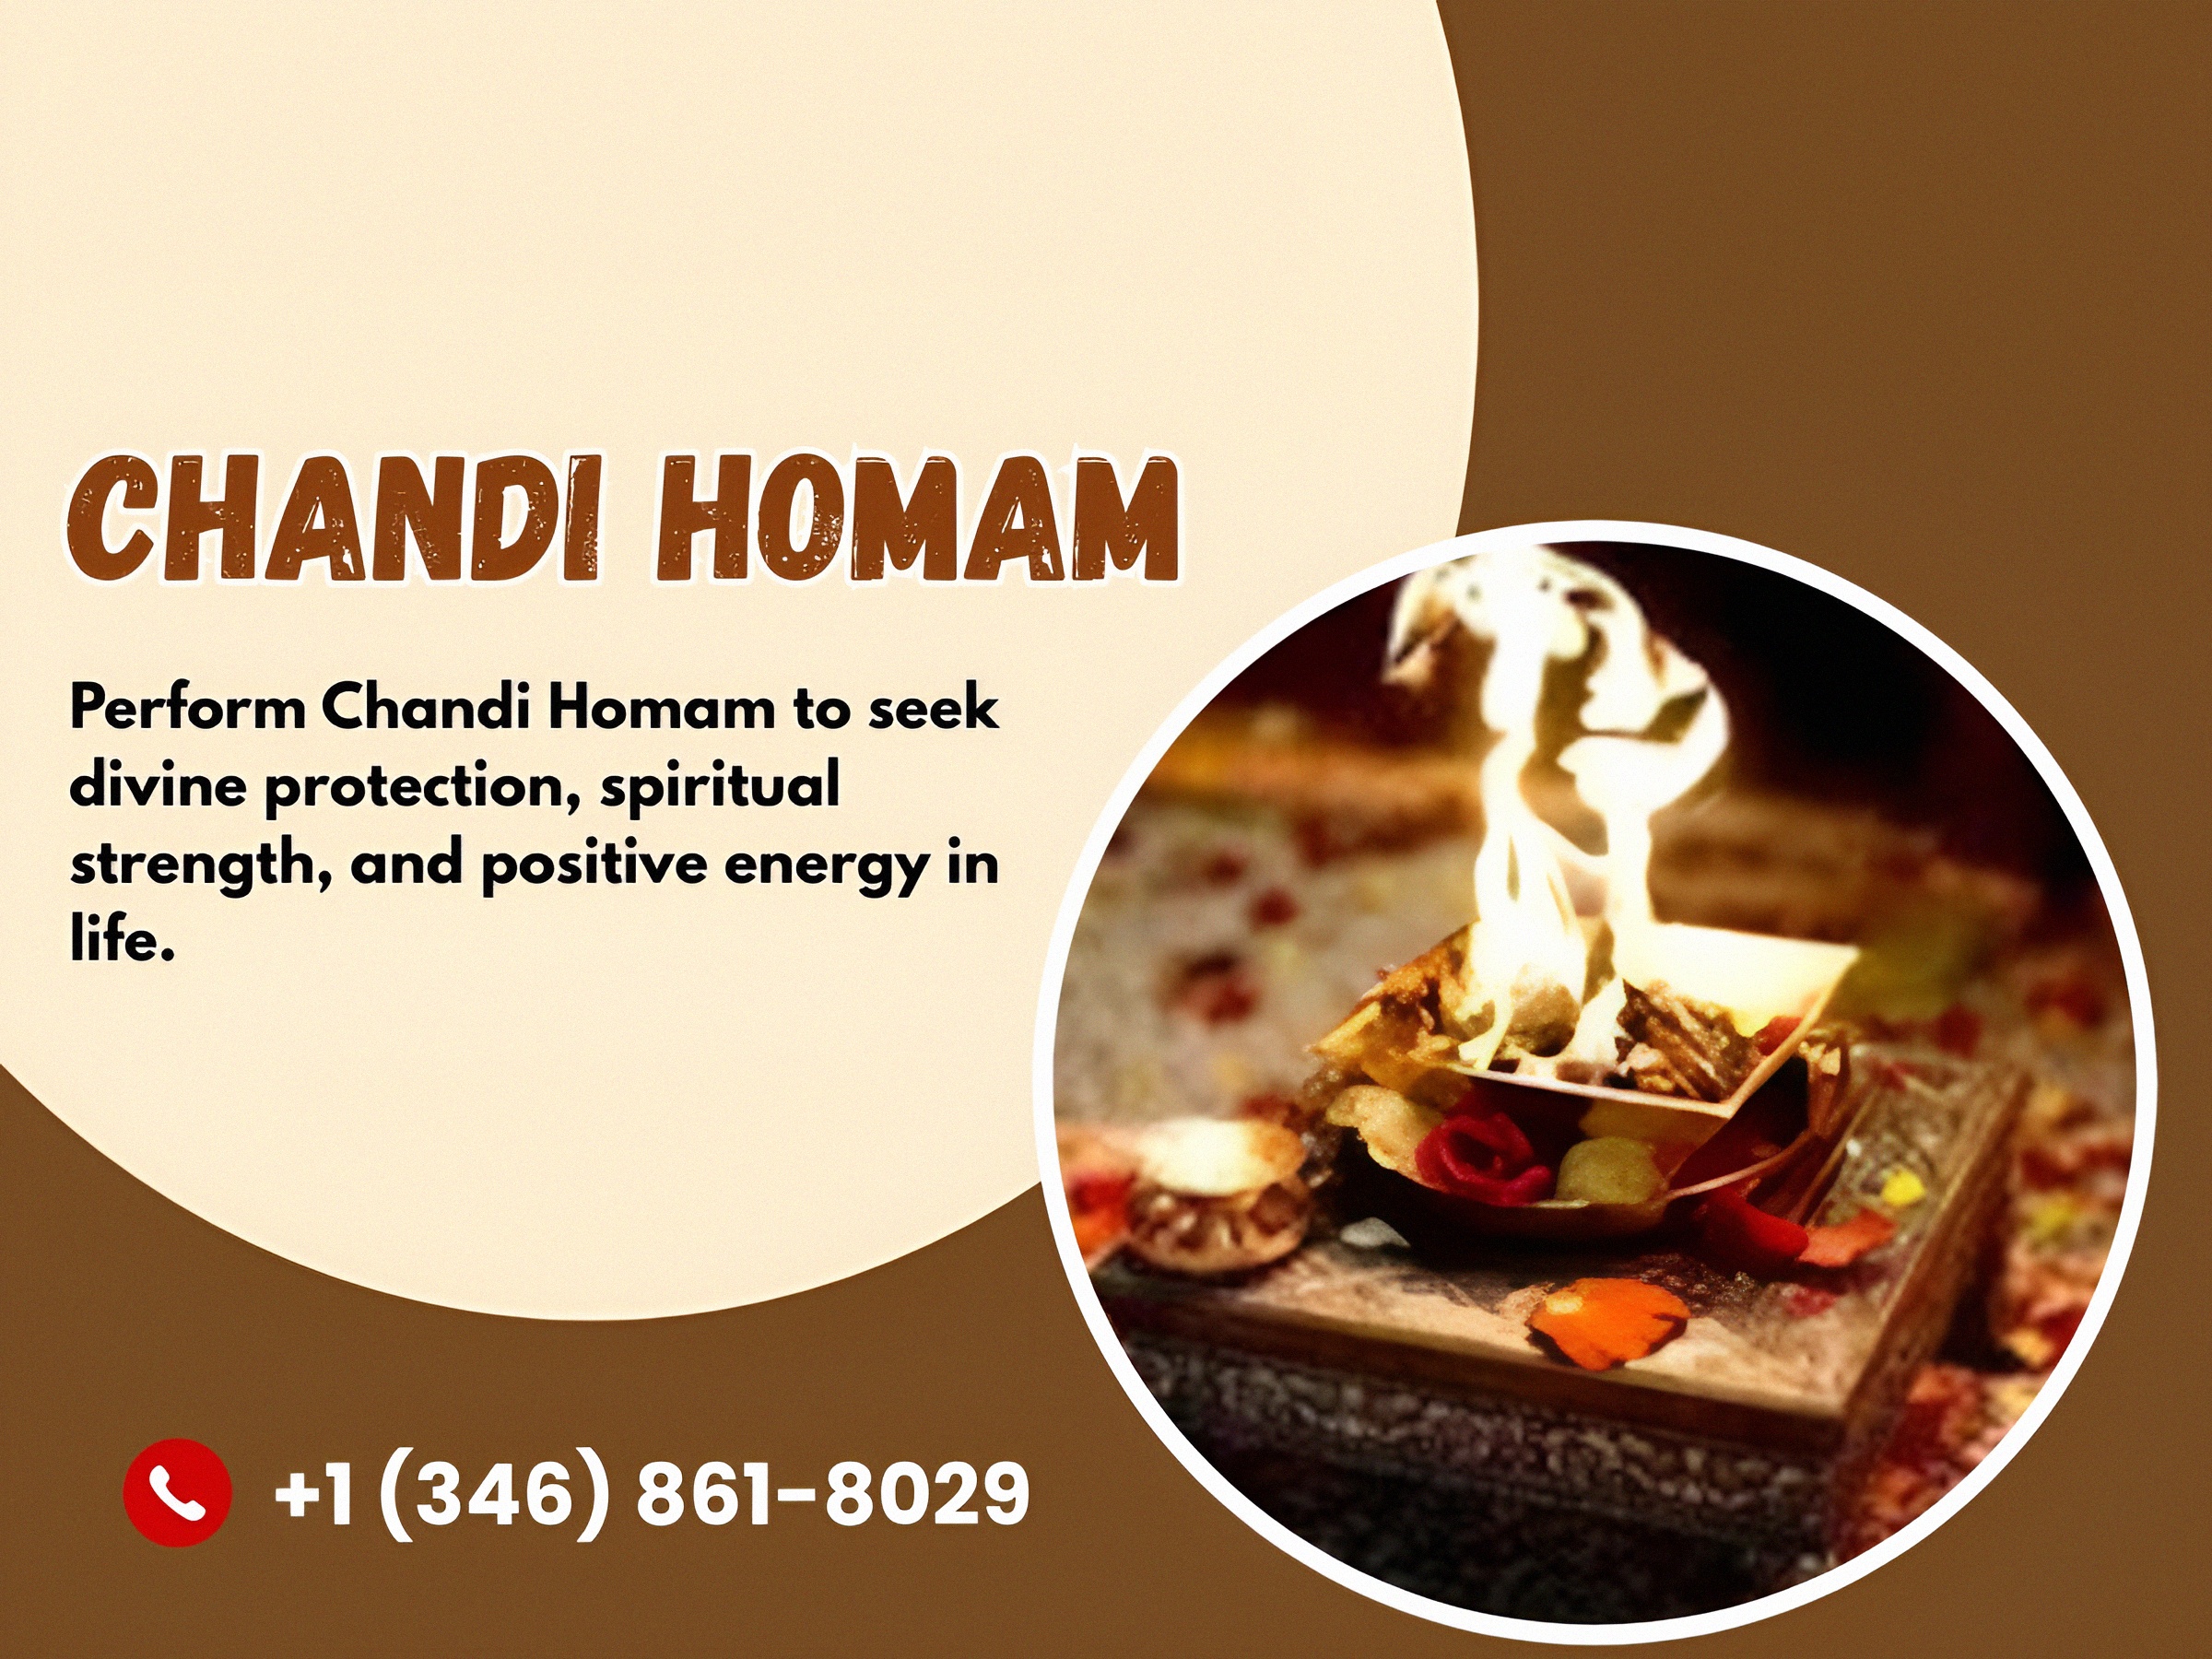 CHANDI HOMAM
Perform Chandi Homam to seek
divine protection, spiritual
strength, and positive energy in
life.
+1 (346) 861-8029